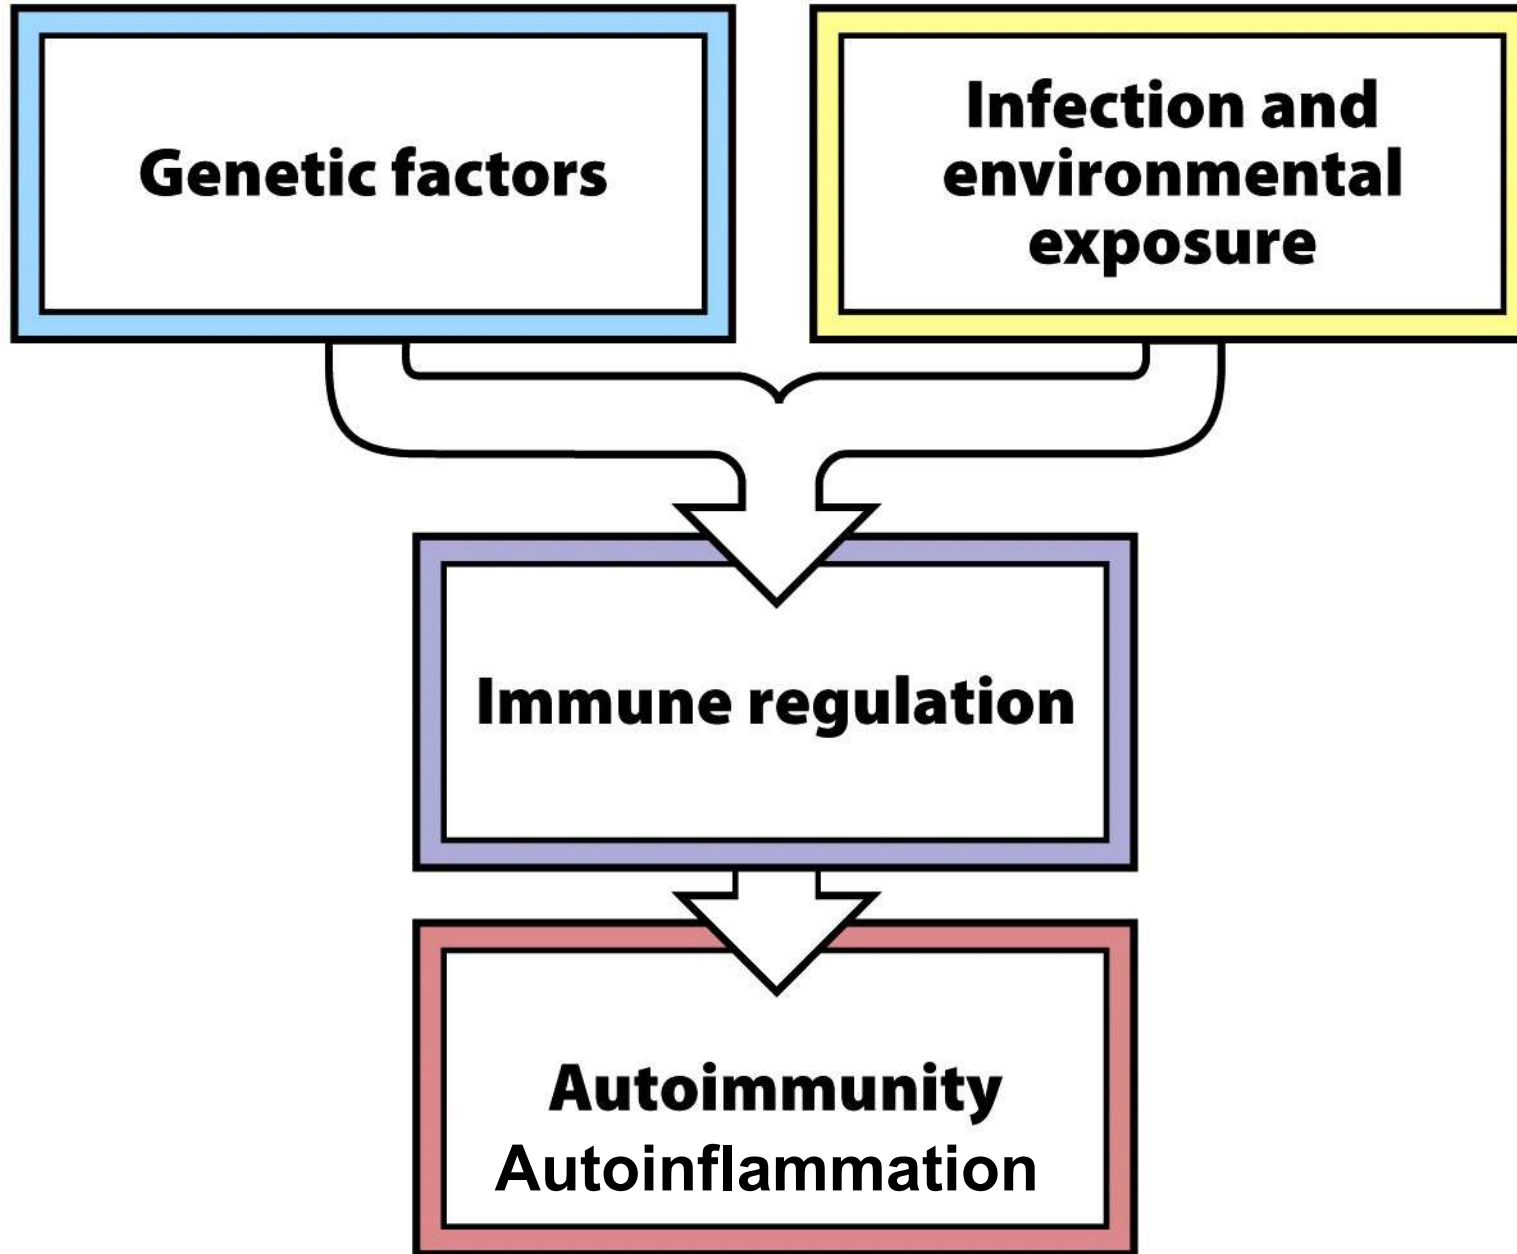 Genetic factors
Infection and
environmental
exposure
Immune regulation
Autoimmunity
Autoinflammation